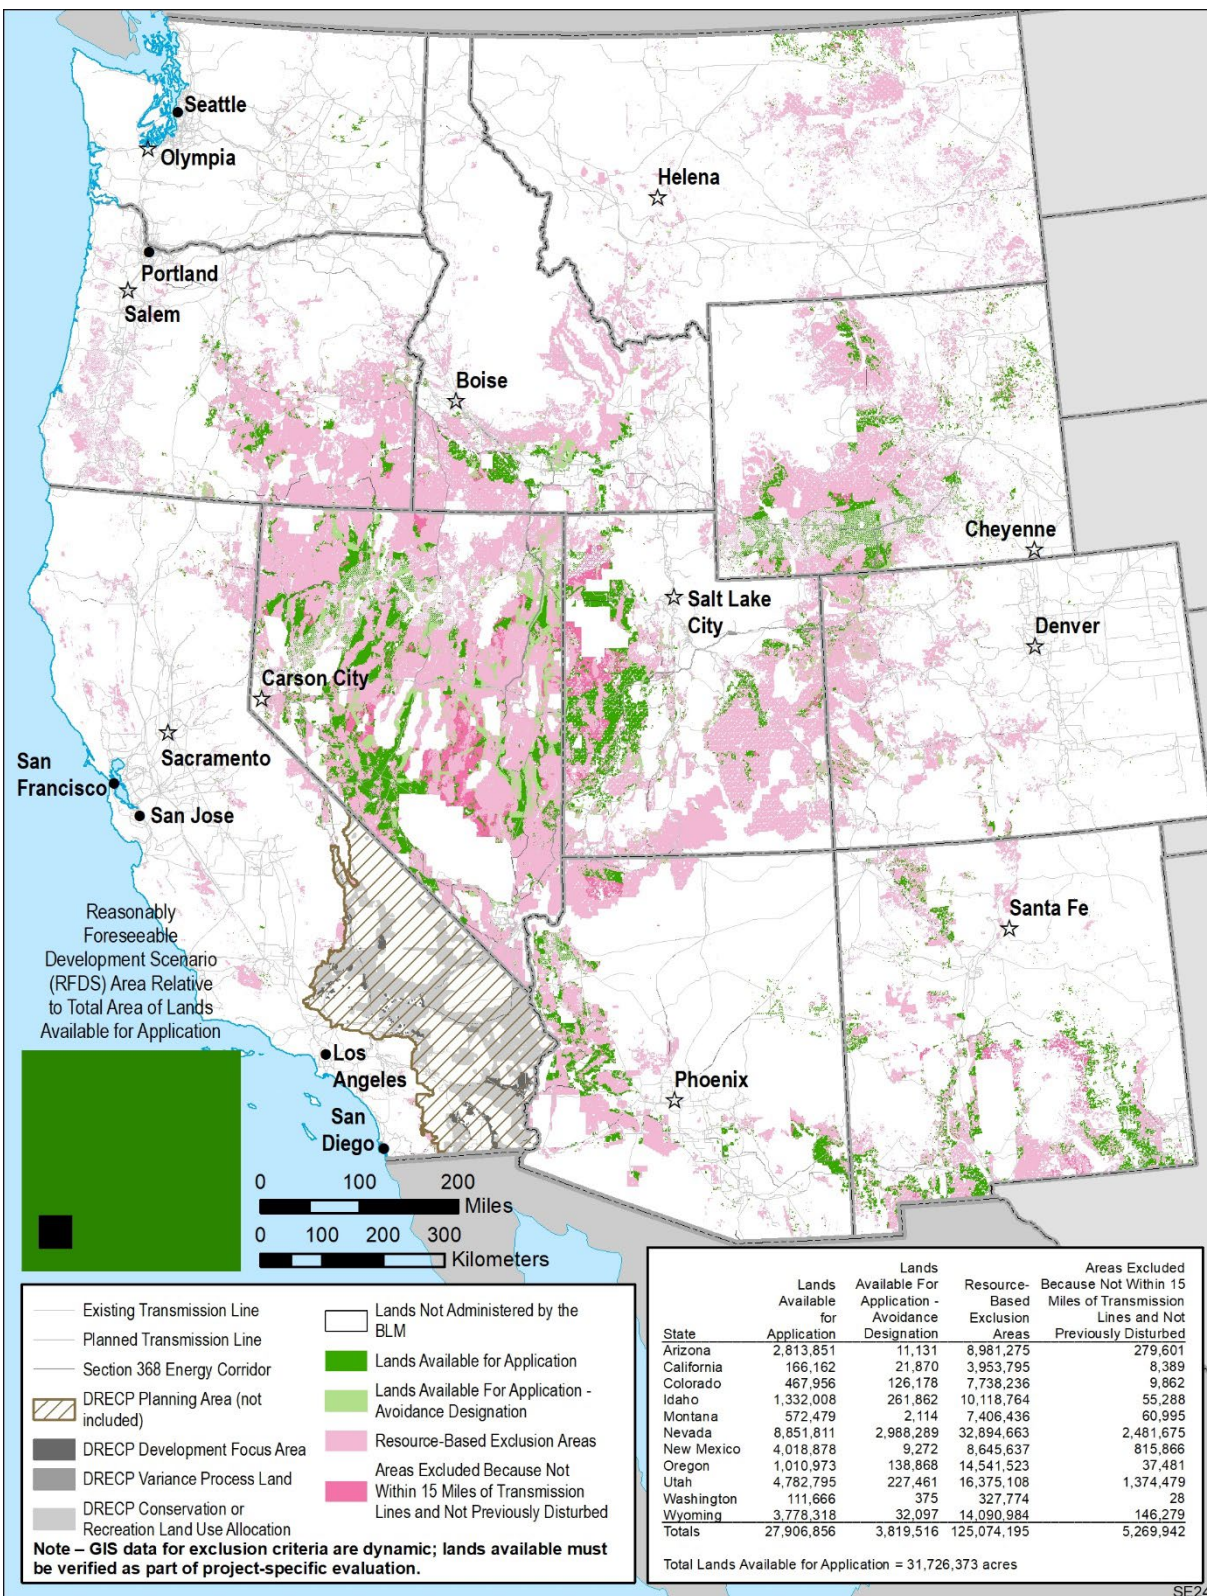 Seattle
Olympia
Helena
Portland
Salem
Boise
Cheyenne
Salt Lake
City
Denver
Carson City
Sacramento
San
Francisco
San Jose
Santa Fe
Reasonably
Foreseeable
Development Scenario
(RFDS) Area Relative
to Total Area of Lands
Available for Application
Los
Angeles
Phoenix
San
Diego
0 100 200
Miles
0 100 200 300
Kilometers
Existing Transmission Line
Planned Transmission Line
Section 368 Energy Corridor
DRECP Planning Area (not
included)
DRECP Development Focus Area
DRECP Variance Process Land
DRECP Conservation or
Recreation Land Use Allocation
Lands Not Administered by the
BLM
Lands Available for Application
Lands Available For Application -
Avoidance Designation
Resource-Based Exclusion Areas
Areas Excluded Because Not
Within 15 Miles of Transmission
Lines and Not Previously Disturbed
Note – GIS data for exclusion criteria are dynamic; lands available must
be verified as part of project-specific evaluation.
State Lands Available for Application Lands Available For Application - Avoidance Designation Resource-Based Exclusion Areas Areas Excluded Because Not Within 15 Miles of Transmission Lines and Not Previously Disturbed
Arizona 2,813,851 11,131 8,981,275 279,601
California 166,162 21,870 3,953,795 8,389
Colorado 467,956 126,178 7,738,236 9,862
Idaho 1,332,008 261,862 10,118,764 55,288
Montana 572,479 2,114 7,406,436 60,995
Nevada 8,851,811 2,988,289 32,894,663 2,481,675
New Mexico 4,018,878 9,272 8,645,637 815,866
Oregon 1,010,973 138,868 14,541,523 37,481
Utah 4,782,795 227,461 16,375,108 1,374,479
Washington 111,666 375 327,774 28
Wyoming 3,778,318 32,097 14,090,984 146,279
Totals 27,906,856 3,819,516 125,074,195 5,269,942
Total Lands Available for Application = 31,726,373 acres
SE24